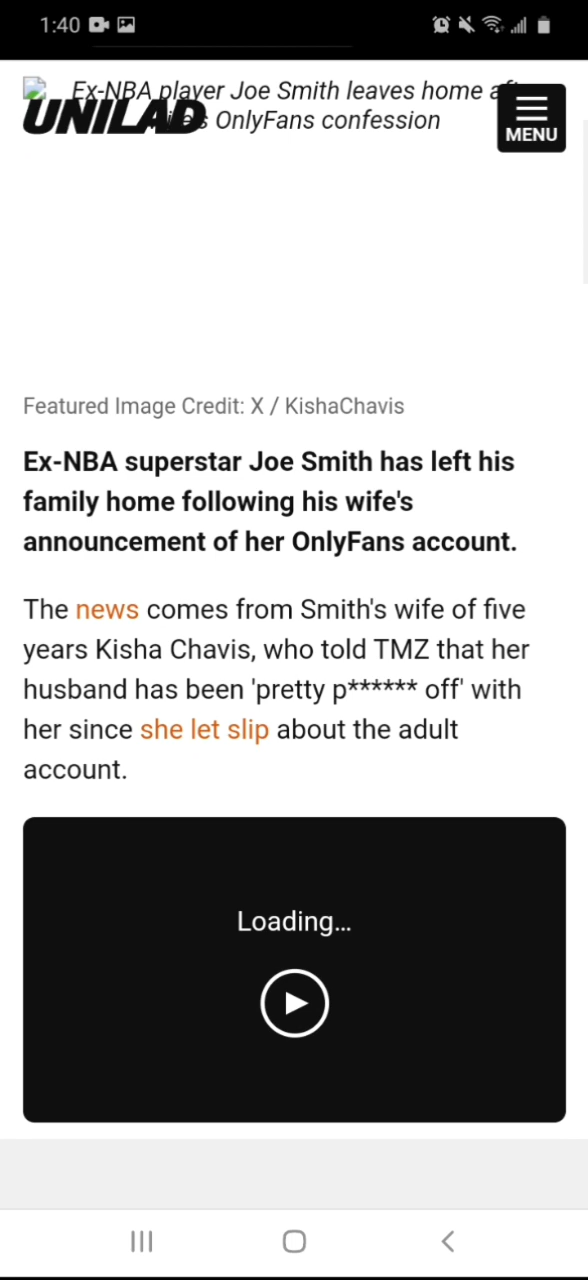 1:40
Ex-NBA player Joe Smith leaves home
UNILAD
OnlyFans confession
MENU
Featured Image Credit: X / KishaChavis
Ex-NBA superstar Joe Smith has left his
family home following his wife's
announcement of her OnlyFans account.
The news comes from Smith's wife of five
years Kisha Chavis, who told TMZ that her
husband has been 'pretty p****** off' with
her since she let slip about the adult
account.
Loading...